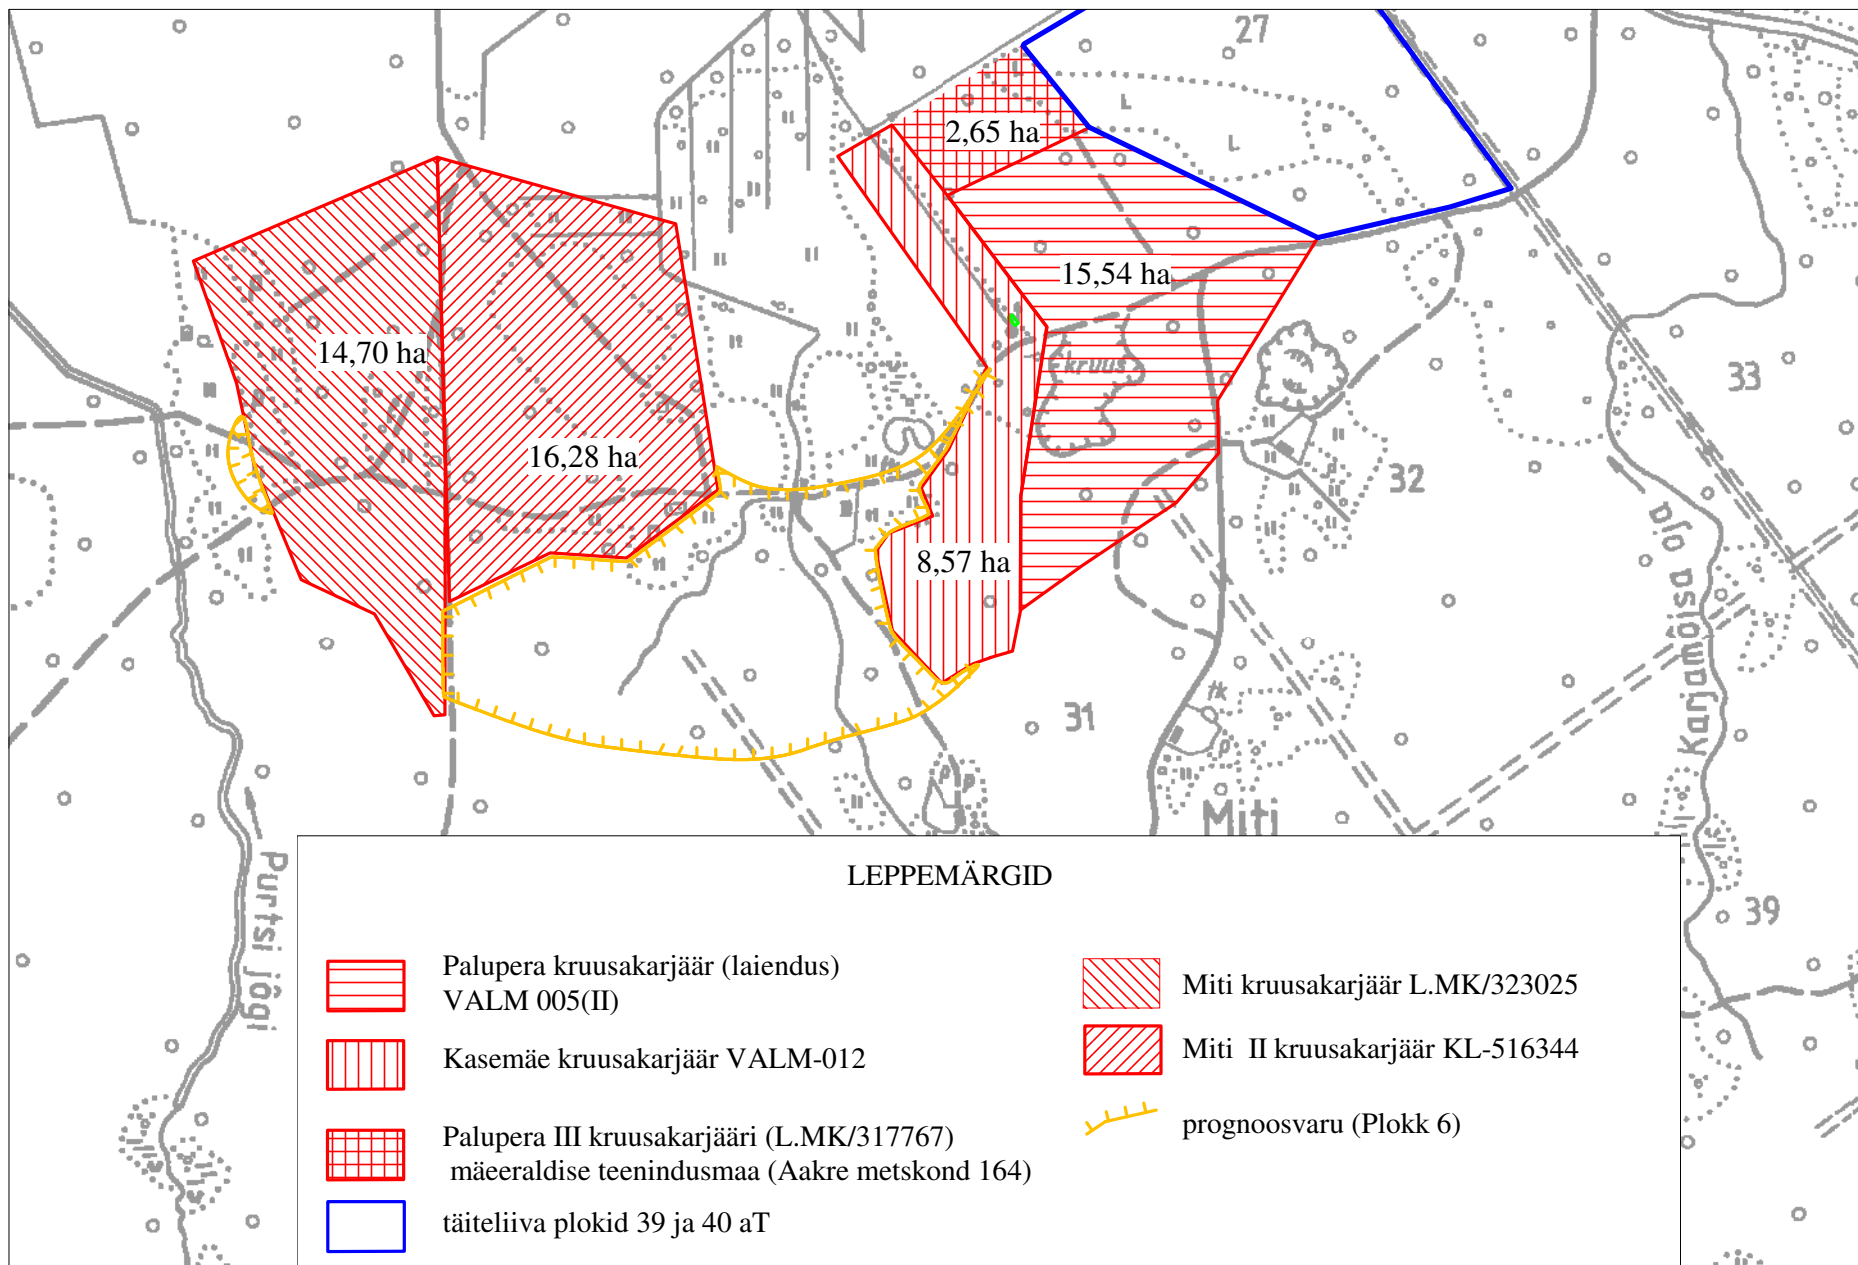 27
2,65 ha
L
L
L
15,54 ha
14,70 ha
kruus
33
16,28 ha
32
8,57 ha
oja
Karjamõisa
31
tk
Miti
39
Purtsi jõgi
LEPPEMÄRGID
Palupera kruusakarjäär (laiendus)
VALM 005(II)
Kasemäe kruusakarjäär VALM-012
Palupera III kruusakarjääri (L.MK/317767)
mäeeraldise teenindusmaa (Aakre metskond 164)
täiteliiva plokid 39 ja 40 aT
Miti kruusakarjäär L.MK/323025
Miti II kruusakarjäär KL-516344
prognoosvaru (Plokk 6)